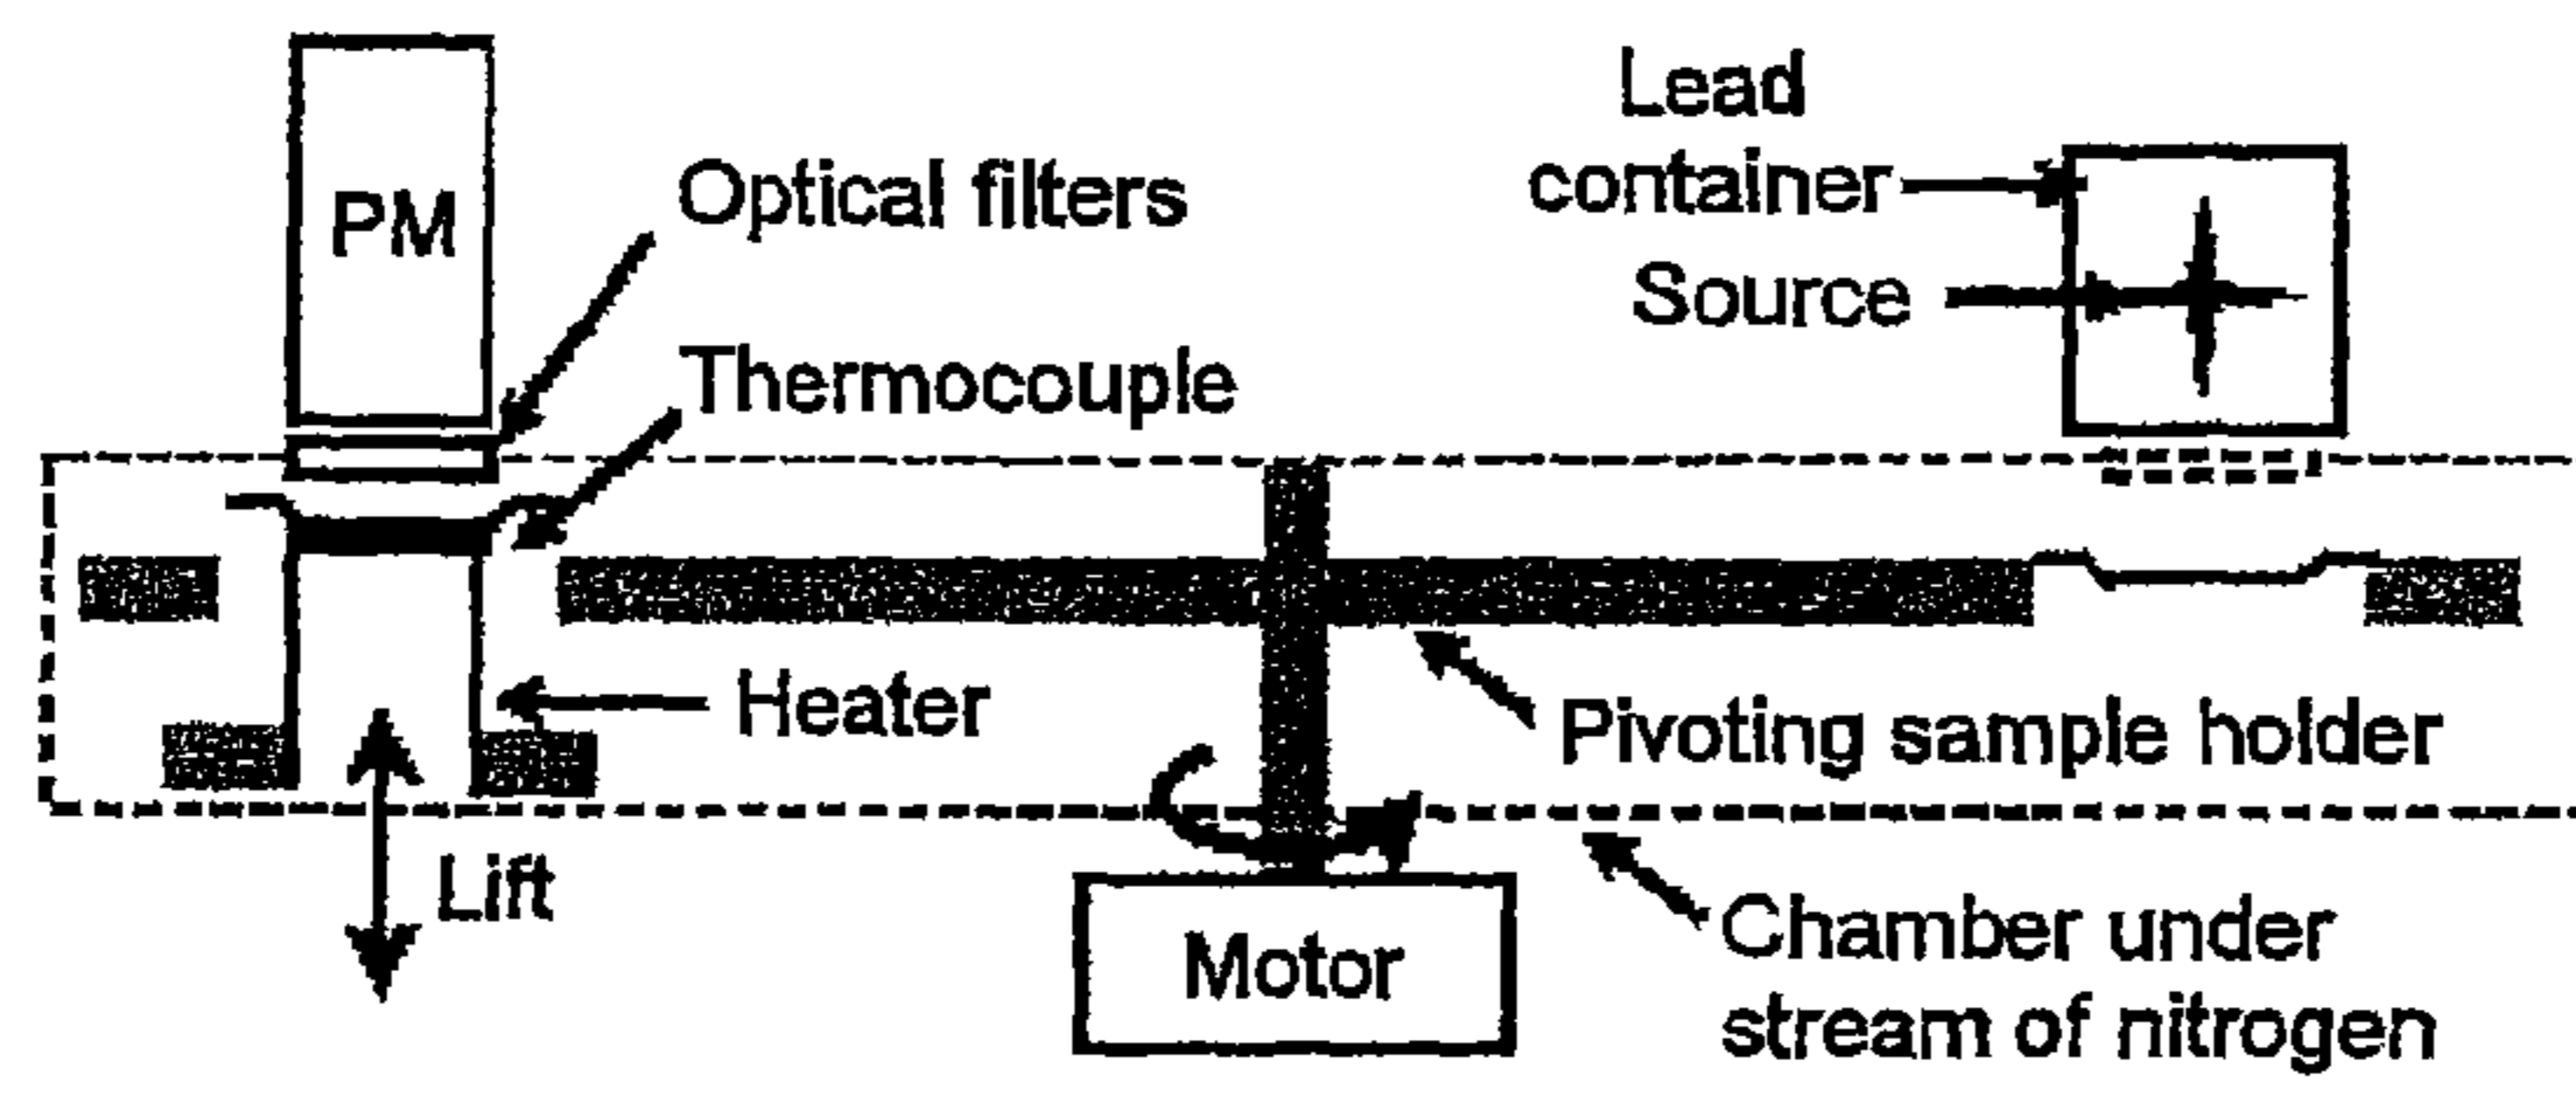 PM
Optical filters
Thermocouple
Lead
container
Source
Heater
Pivoting sample holder
Lift
Motor
Chamber under
stream of nitrogen